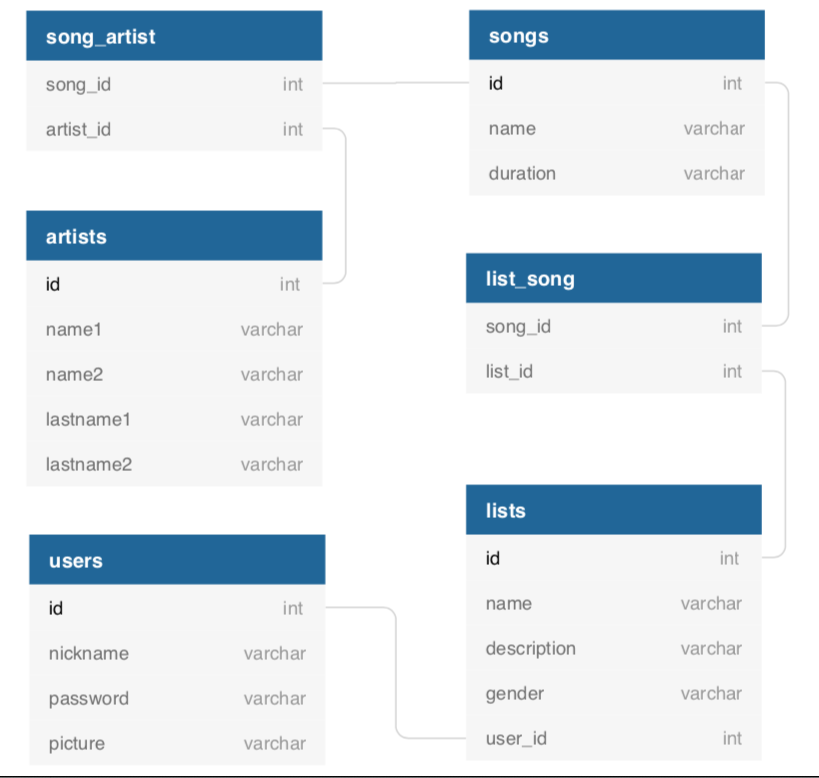 song_artist
song_id int
artist_id int
songs
id int
name varchar
duration varchar
artists
id int
name1 varchar
name2 varchar
lastname1 varchar
lastname2 varchar
list_song
song_id int
list_id int
users
id int
nickname varchar
password varchar
picture varchar
lists
id int
name varchar
description varchar
gender varchar
user_id int